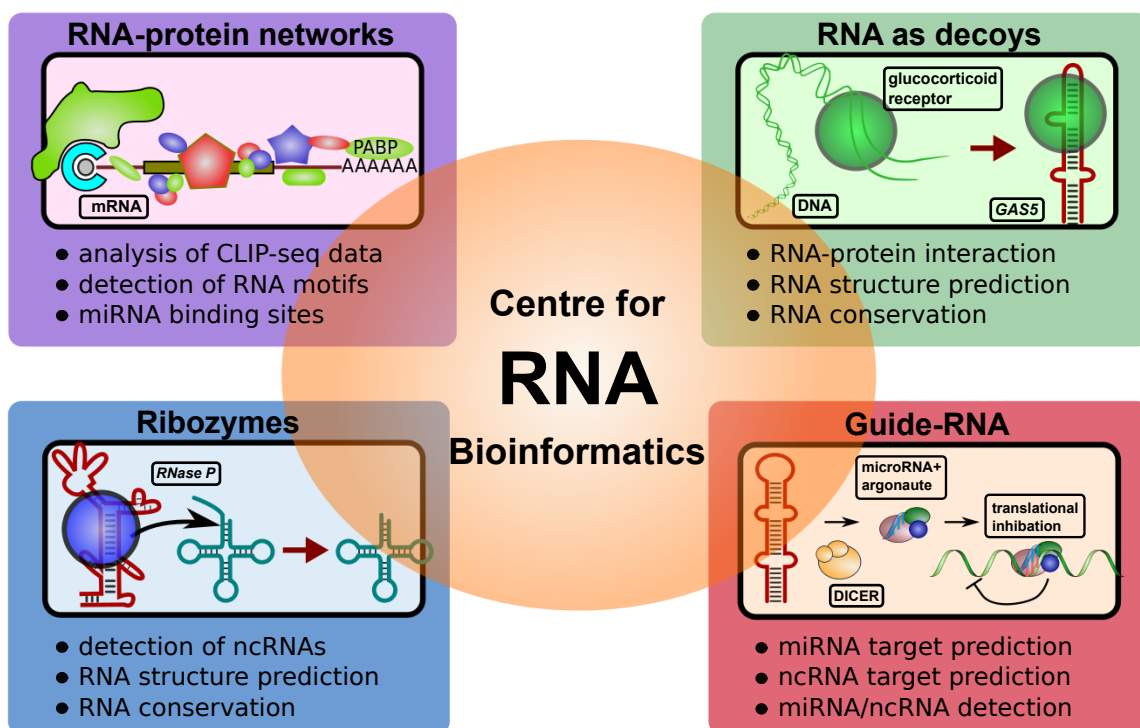 RNA-protein networks
PABP
AAAAAA
mRNA
● analysis of CLIP-seq data
● detection of RNA motifs
● miRNA binding sites
RNA as decoys
glucocorticoid
receptor
DNA
GAS5
● RNA-protein interaction
● RNA structure prediction
● RNA conservation
Centre for
RNA
Bioinformatics
Ribozymes
RNase P
● detection of ncRNAs
● RNA structure prediction
● RNA conservation
Guide-RNA
microRNA+
argonaute
translational
inhibation
DICER
● miRNA target prediction
● ncRNA target prediction
● miRNA/ncRNA detection